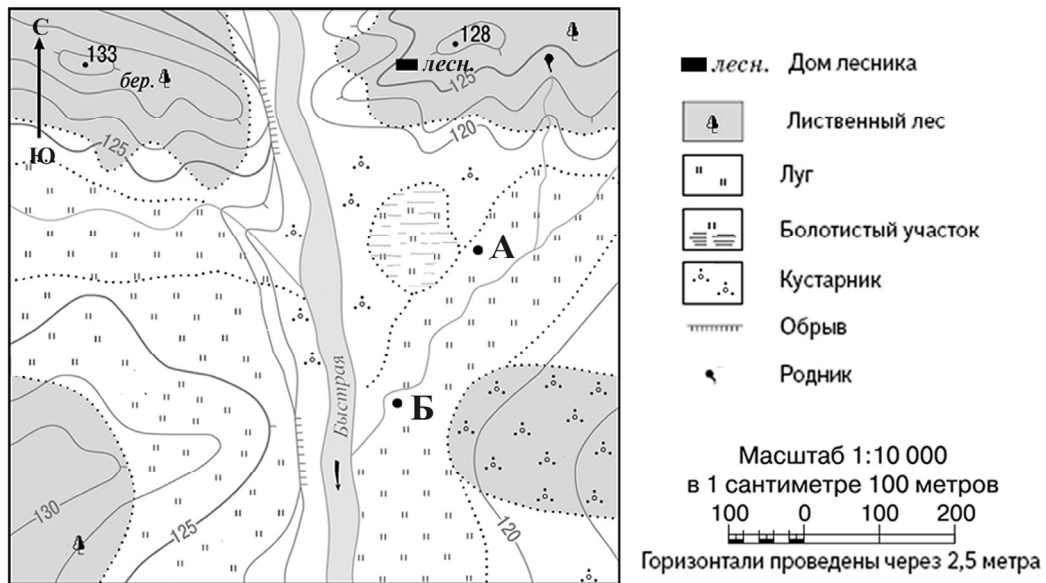 С
Ю
133
бер.
128
лесн.
125
120
125
А
Б
Быстрая
130
125
120
лесн. Дом лесника
Лиственный лес
Луг
Болотистый участок
Кустарник
Обрыв
Родник
Масштаб 1:10 000
в 1 сантиметре 100 метров
100 0 100 200
Горизонтали проведены через 2,5 метра